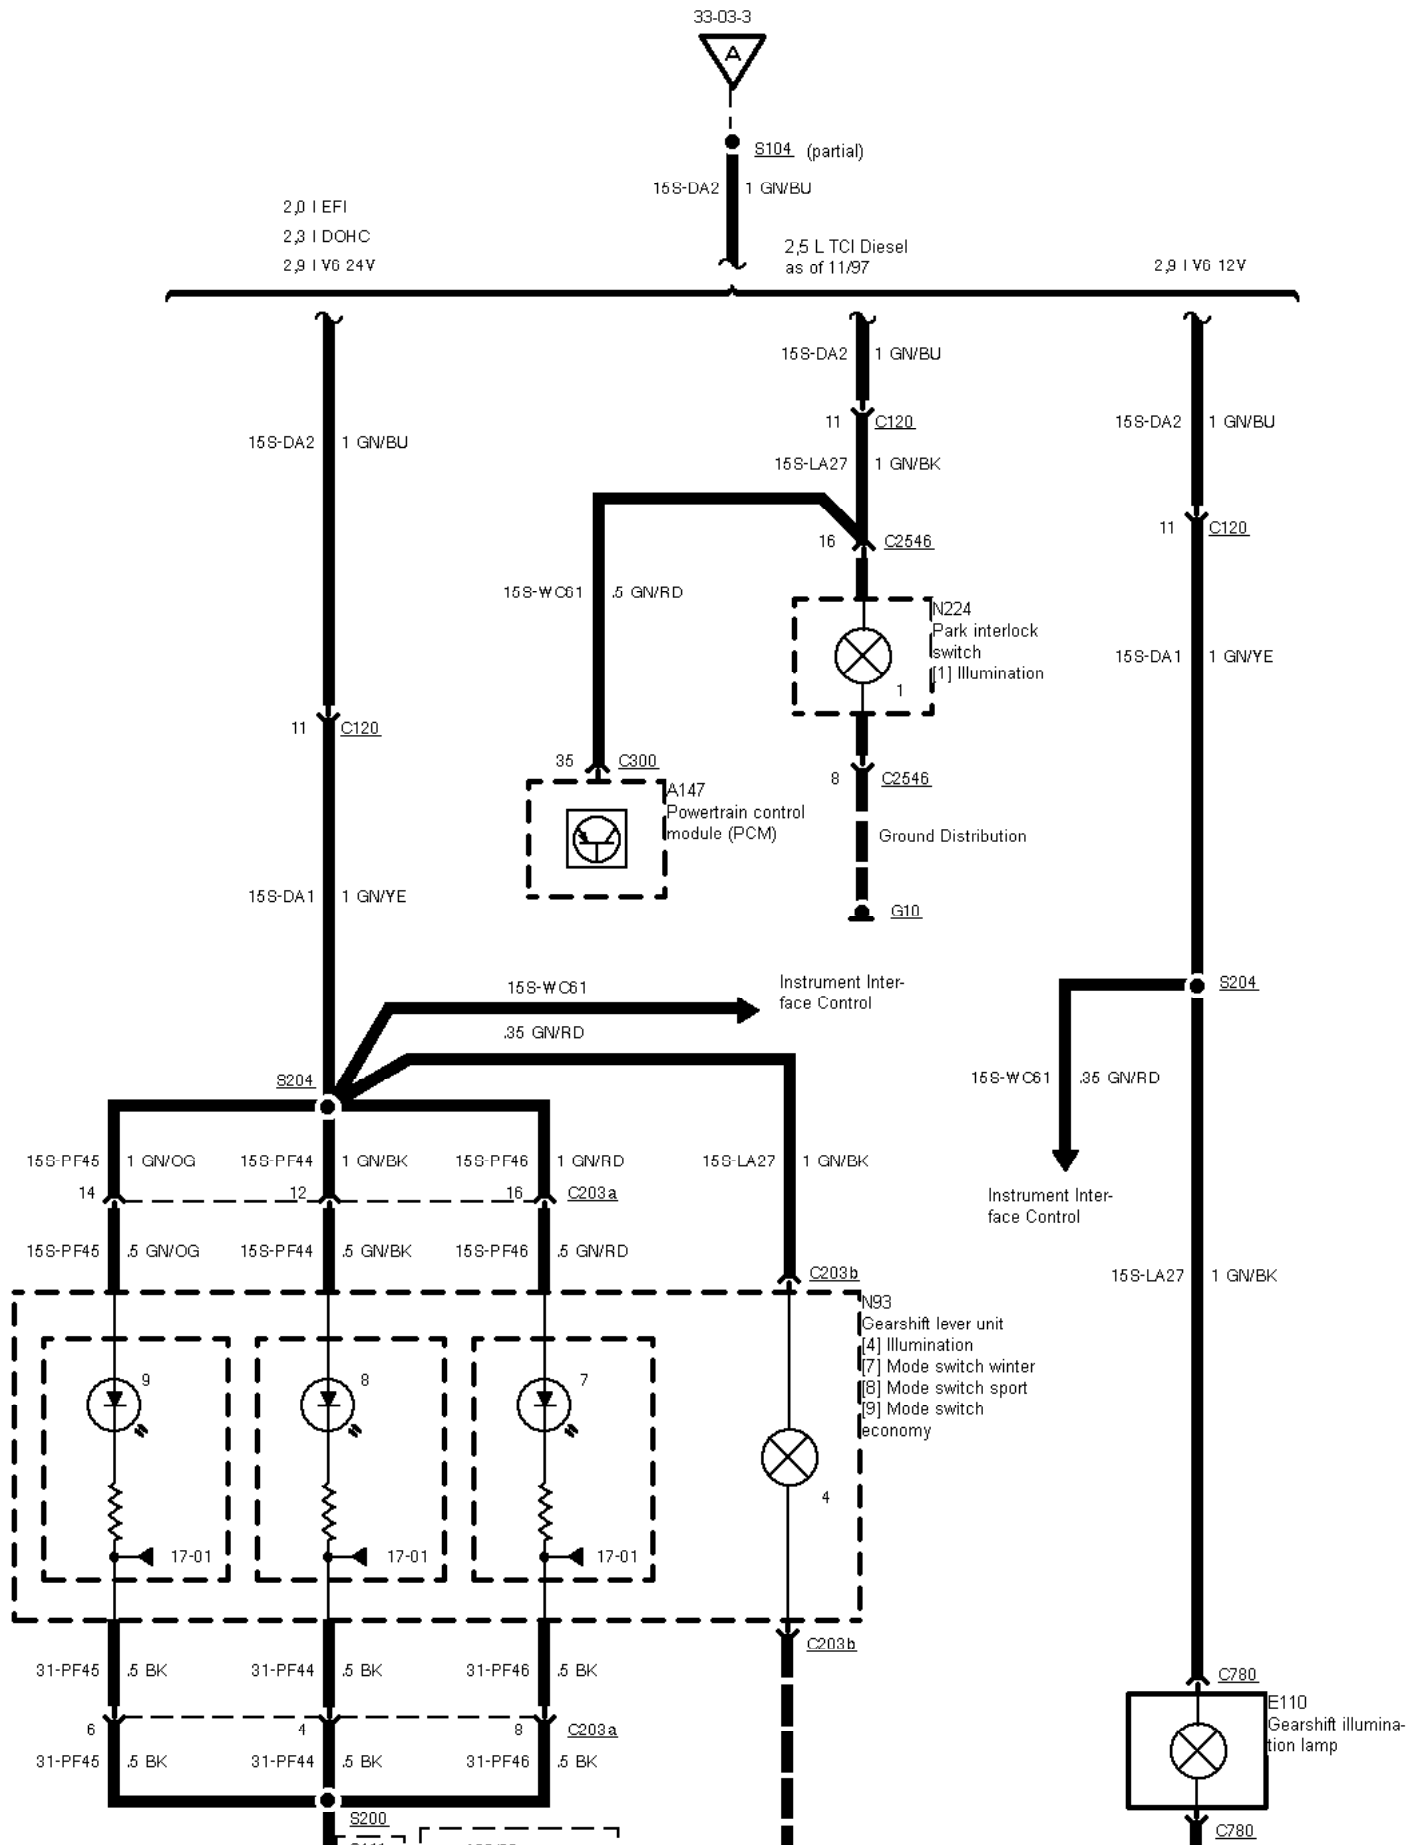 33-03-3
A
S104 (partial)
15S-DA2 1 GN/BU
2,0 l EFI
2,3 l DOHC
2,9 l V6 24V
2,5 L TCI Diesel
as of 11/97
2,9 l V6 12V
15S-DA2 1 GN/BU
11 C120
15S-DA2 1 GN/BU
15S-DA2 1 GN/BU
15S-LA27 1 GN/BK
11 C120
16 C2546
15S-WC61 .5 GN/RD
N224
Park interlock
switch
[1] Illumination
1
15S-DA1 1 GN/YE
11 C120
35 C300
8 C2546
A147
Powertrain control
module (PCM)
Ground Distribution
15S-DA1 1 GN/YE
G10
15S-WC61
.35 GN/RD
Instrument Inter-
face Control
S204
S204
15S-WC61 .35 GN/RD
15S-PF45 1 GN/OG
15S-PF44 1 GN/BK
15S-PF46 1 GN/RD
15S-LA27 1 GN/BK
14 12 16 C203a
Instrument Inter-
face Control
15S-PF45 .5 GN/OG
15S-PF44 .5 GN/BK
15S-PF46 .5 GN/RD
C203b
15S-LA27 1 GN/BK
N93
Gearshift lever unit
[4] Illumination
[7] Mode switch winter
[8] Mode switch sport
[9] Mode switch
economy
9 8 7
4
17-01 17-01 17-01
C203b
31-PF45 .5 BK
31-PF44 .5 BK
31-PF46 .5 BK
C780
E110
Gearshift illumina-
tion lamp
6 4 8 C203a
31-PF45 .5 BK
31-PF44 .5 BK
31-PF46 .5 BK
S200
C780